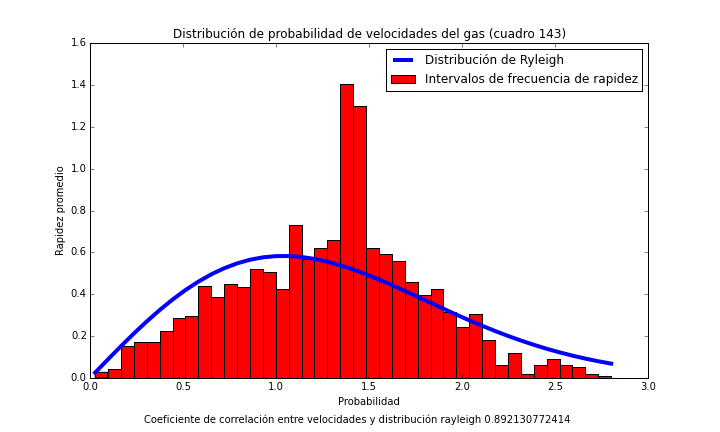 Distribución de probabilidad de velocidades del gas (cuadro 143)
Distribución de Ryleigh
Intervalos de frecuencia de rapidez
Rapidez promedio
1.6
1.4
1.2
1.0
0.8
0.6
0.4
0.2
0.0
0.0 0.5 1.0 1.5 2.0 2.5 3.0
Probabilidad
Coeficiente de correlación entre velocidades y distribución rayleigh 0.892130772414